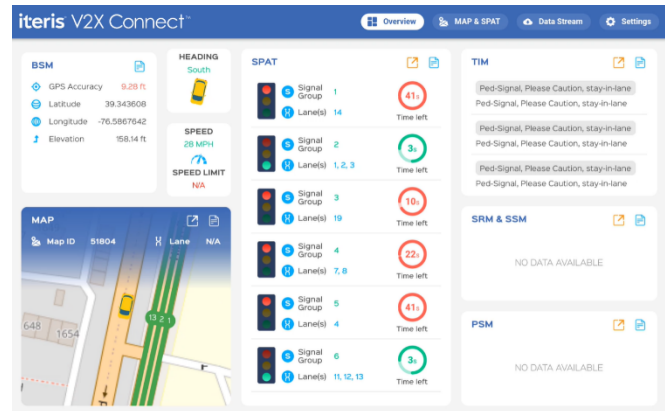 iteris V2X Connect™
Overview
MAP & SPAT
Data Stream
Settings
BSM
GPS Accuracy 9.28 ft
Latitude 39.343608
Longitude -76.5867642
Elevation 158.14 ft
HEADING
South
SPEED
28 MPH
SPEED LIMIT
N/A
MAP
Map ID 51804 Lane N/A
13 2 1
648
1654
SPAT
S Signal Group 1
Lane(s) 14
41s
Time left
S Signal Group 2
Lane(s) 1, 2, 3
3s
Time left
S Signal Group 3
Lane(s) 19
10s
Time left
S Signal Group 4
Lane(s) 7, 8
22s
Time left
S Signal Group 5
Lane(s) 4
41s
Time left
S Signal Group 6
Lane(s) 11, 12, 13
3s
Time left
TIM
Ped-Signal, Please Caution, stay-in-lane
Ped-Signal, Please Caution, stay-in-lane
Ped-Signal, Please Caution, stay-in-lane
Ped-Signal, Please Caution, stay-in-lane
Ped-Signal, Please Caution, stay-in-lane
Ped-Signal, Please Caution, stay-in-lane
SRM & SSM
NO DATA AVAILABLE
PSM
NO DATA AVAILABLE